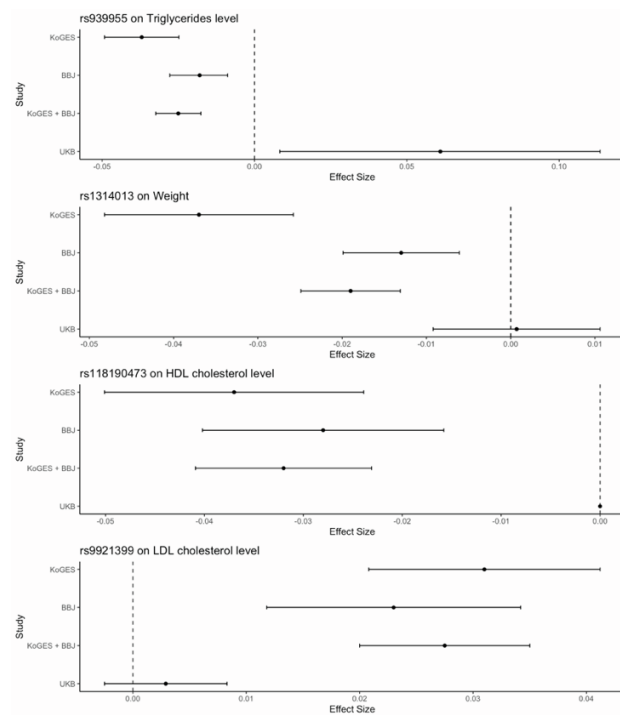 rs939955 on Triglycerides level
KoGES
BBJ
KoGES + BBJ
UKB
Study
-0.05
0.00
0.05
0.10
Effect Size
rs1314013 on Weight
KoGES
BBJ
KoGES + BBJ
UKB
Study
-0.05
-0.04
-0.03
-0.02
-0.01
0.00
0.01
Effect Size
rs118190473 on HDL cholesterol level
KoGES
BBJ
KoGES + BBJ
UKB
Study
-0.05
-0.04
-0.03
-0.02
-0.01
0.00
Effect Size
rs9921399 on LDL cholesterol level
KoGES
BBJ
KoGES + BBJ
UKB
Study
0.00
0.01
0.02
0.03
0.04
Effect Size